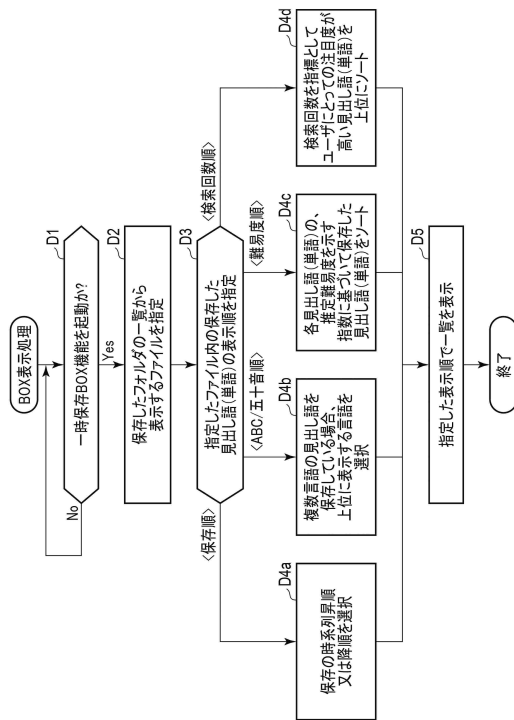 BOX表示処理
D1
一時保存BOX機能を起動か?
No
Yes
D2
保存したフォルダの一覧から
表示するファイルを指定
D3
指定したファイル内の保存した
見出し語(単語)の表示順を指定
<保存順>
<ABC/五十音順>
<難易度順>
<検索回数順>
D4a
保存の時系列昇順
又は降順を選択
D4b
複数言語の見出し語を
保存している場合、
上位に表示する言語を
選択
D4c
各見出し語(単語)の、
推定難易度を示す
指数に基づいて保存した
見出し語(単語)をソート
D4d
検索回数を指標として
ユーザにとっての注目度が
高い見出し語(単語)を
上位にソート
D5
指定した表示順で一覧を表示
終了